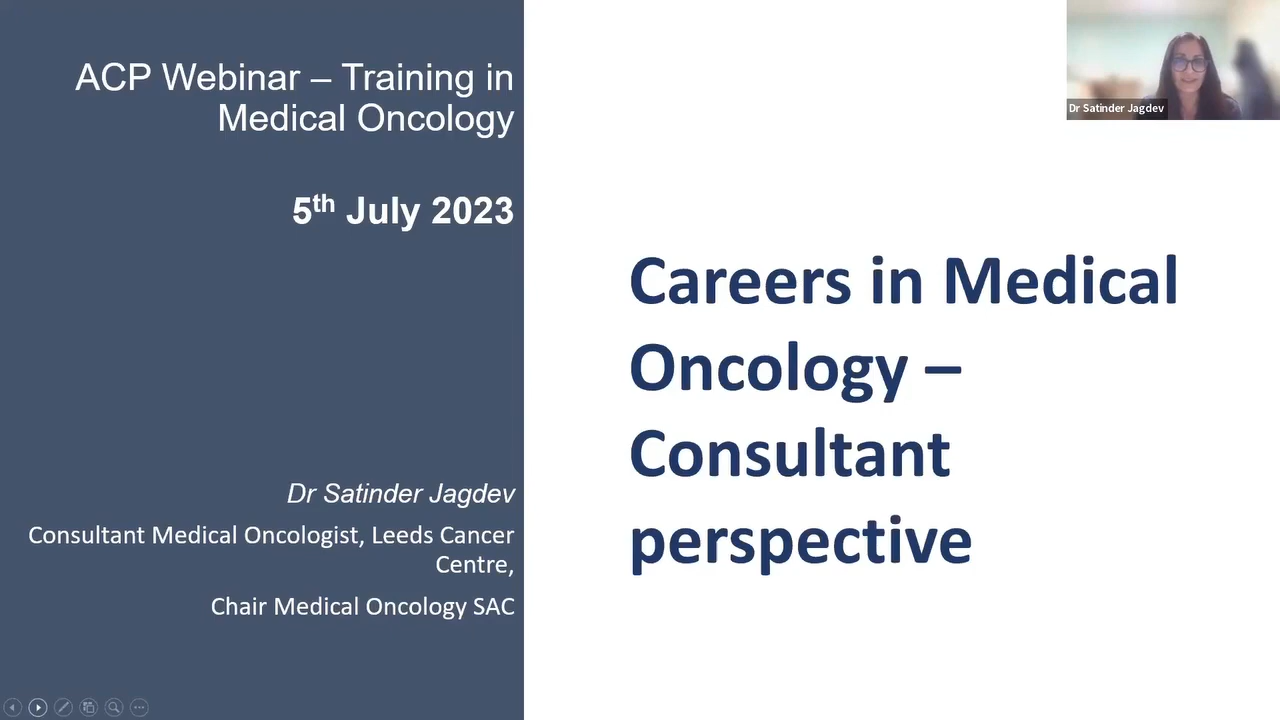 ACP Webinar – Training in
Medical Oncology
5th July 2023
Dr Satinder Jagdev
Consultant Medical Oncologist, Leeds Cancer
Centre,
Chair Medical Oncology SAC
Careers in Medical
Oncology –
Consultant
perspective
Dr Satinder Jagdev